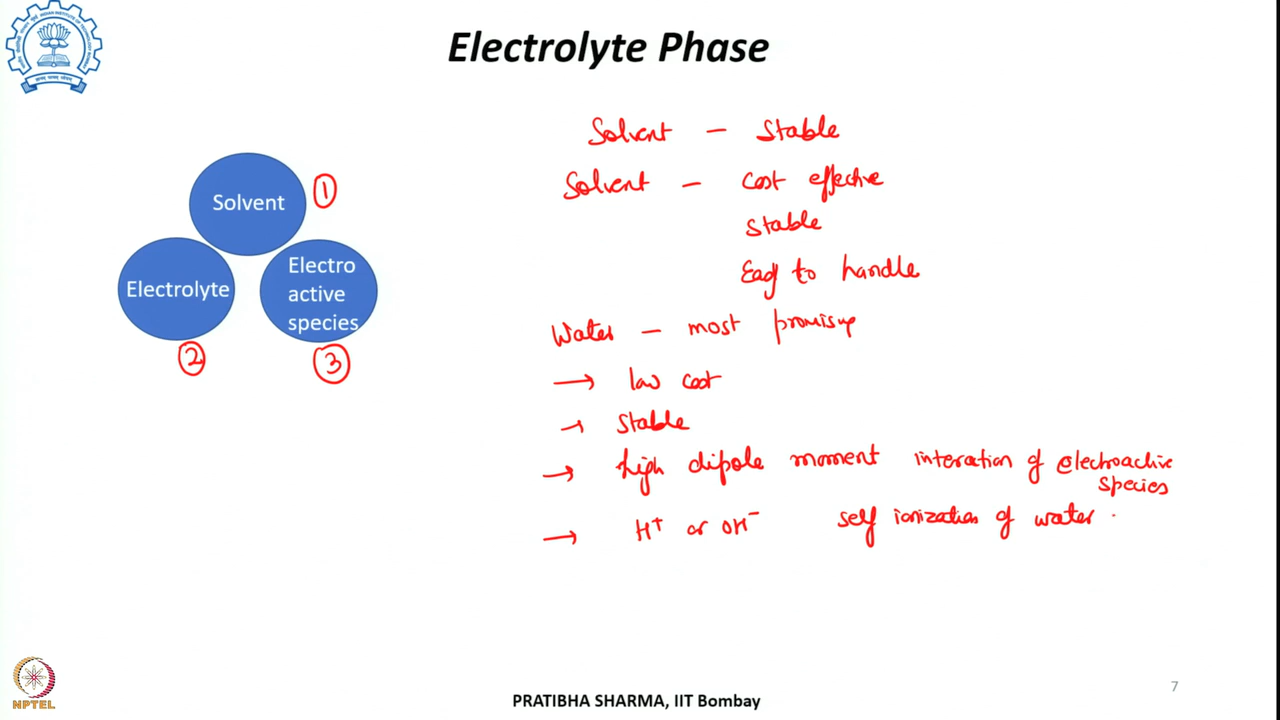 Electrolyte Phase
Solvent
①
Electrolyte
②
Electro
active
species
③
Solvent — Stable
Solvent — cost effective
stable
Easy to handle
Water — most promising
→ low cost
→ stable
→ high dipole moment interation of electroactive
species
→ H⁺ or OH⁻ self ionization of water.
NPTEL
PRATIBHA SHARMA, IIT Bombay
7